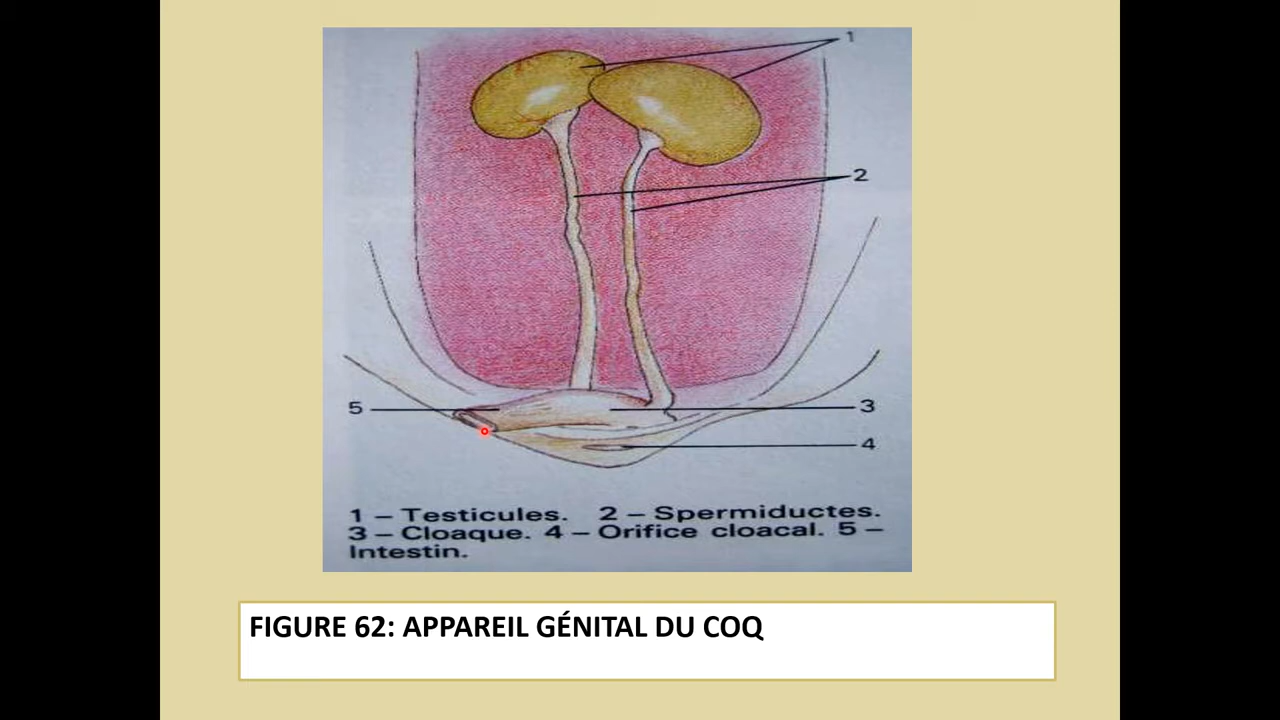 1
2
5
3
4
1 – Testicules. 2 – Spermiductes.
3 – Cloaque. 4 – Orifice cloacal. 5 –
Intestin.
FIGURE 62: APPAREIL GÉNITAL DU COQ